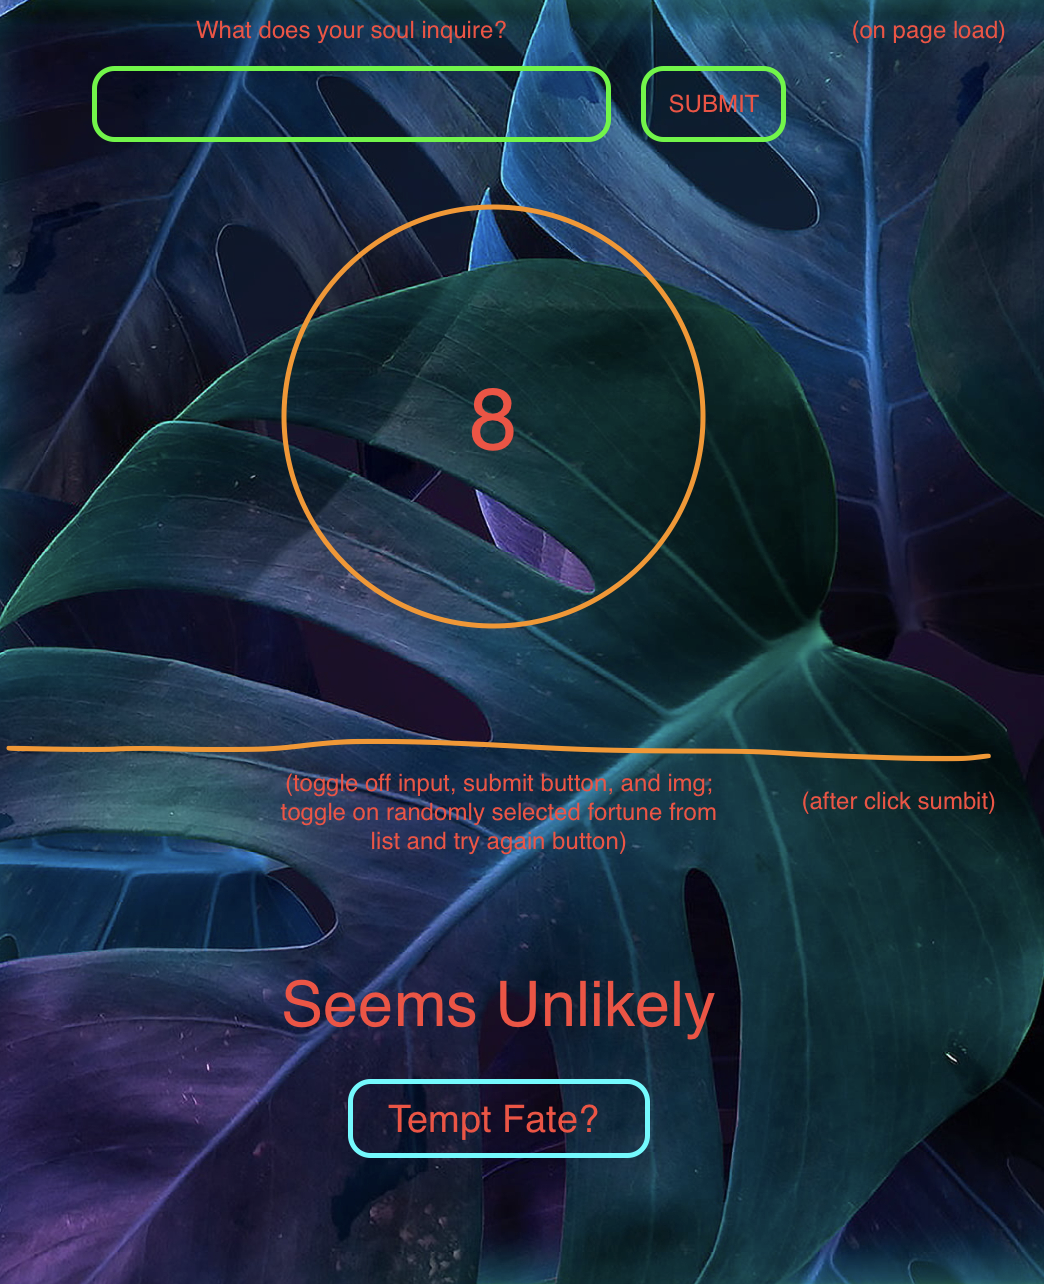 What does your soul inquire?
(on page load)
SUBMIT
8
(toggle off input, submit button, and img;
toggle on randomly selected fortune from
list and try again button)
(after click sumbit)
Seems Unlikely
Tempt Fate?